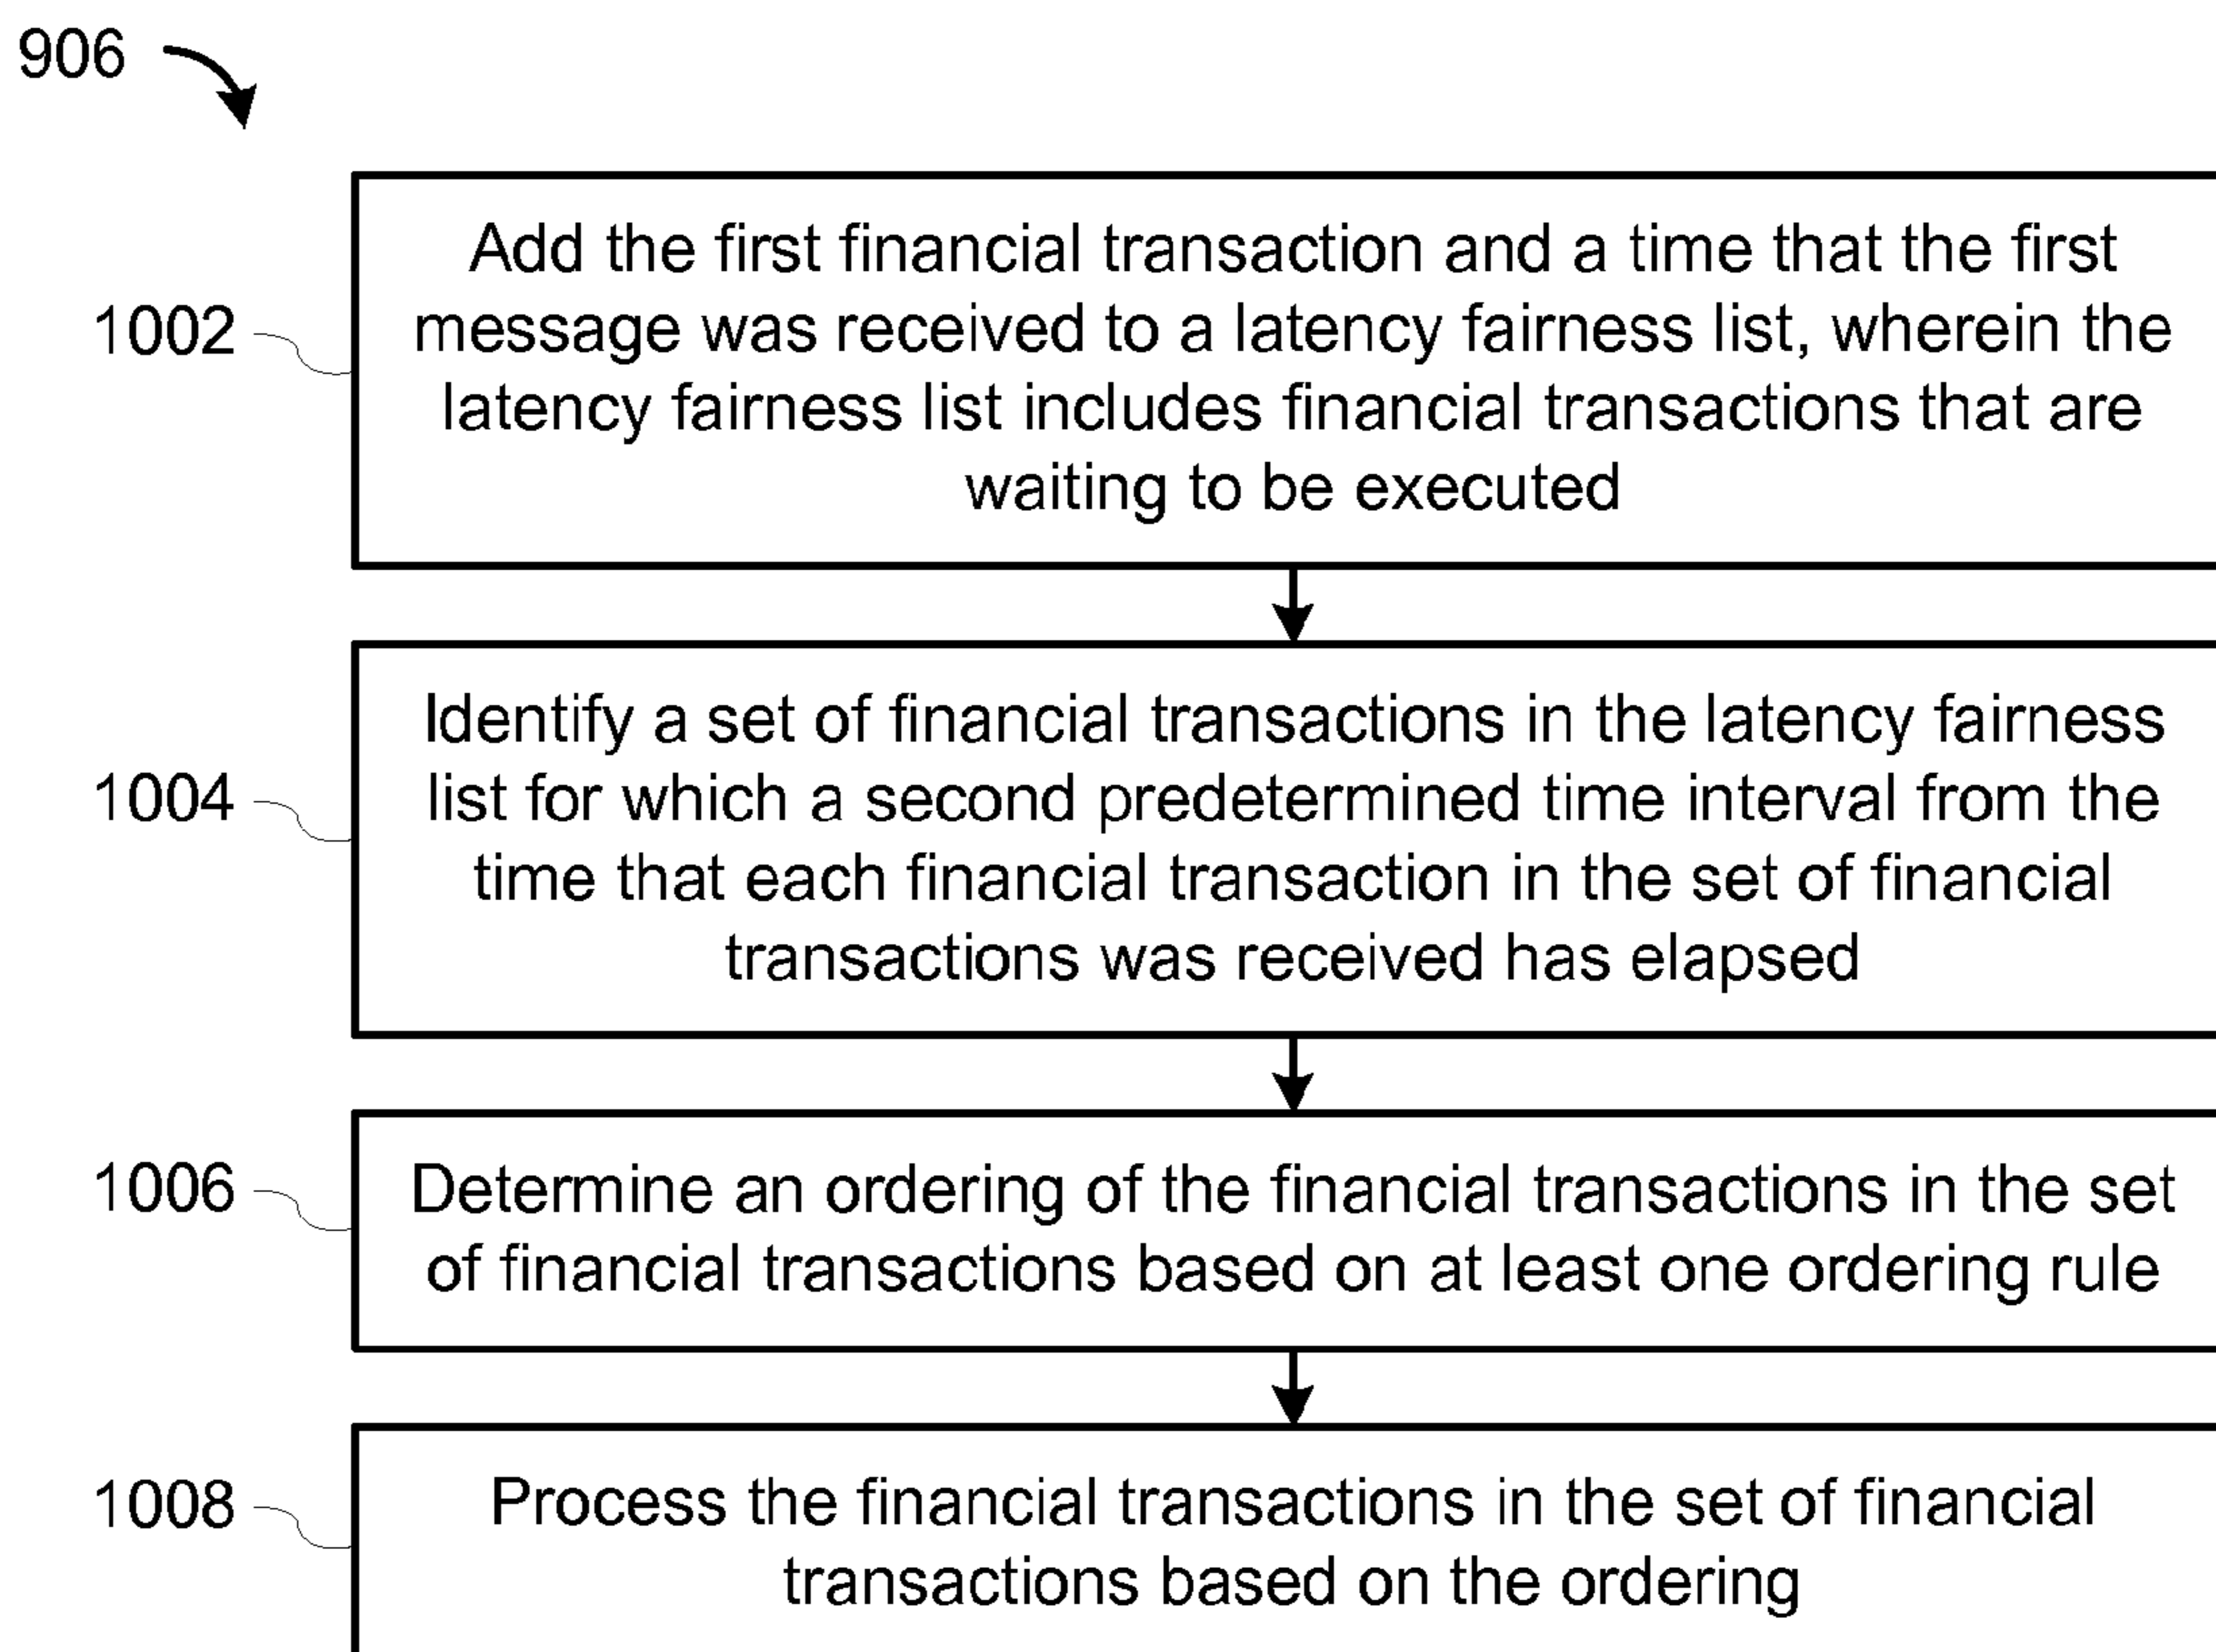 906
1002
Add the first financial transaction and a time that the first
message was received to a latency fairness list, wherein the
latency fairness list includes financial transactions that are
waiting to be executed
1004
Identify a set of financial transactions in the latency fairness
list for which a second predetermined time interval from the
time that each financial transaction in the set of financial
transactions was received has elapsed
1006
Determine an ordering of the financial transactions in the set
of financial transactions based on at least one ordering rule
1008
Process the financial transactions in the set of financial
transactions based on the ordering